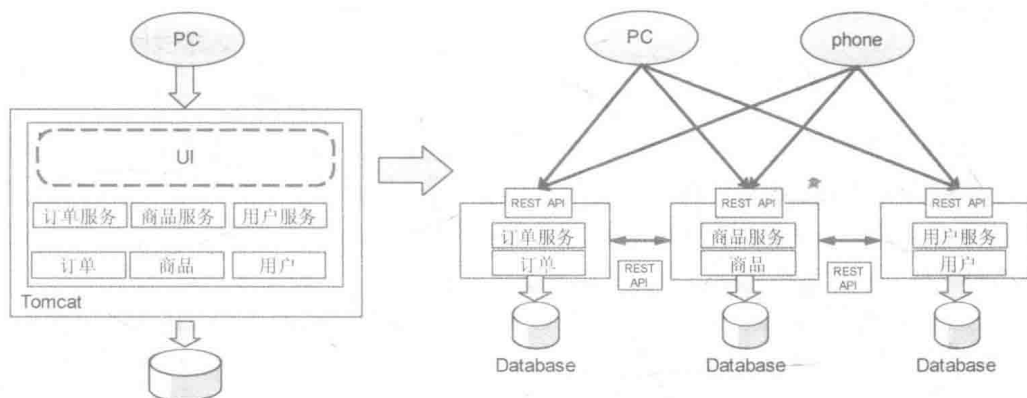 PC
UI
订单服务 商品服务 用户服务
订单 商品 用户
Tomcat
PC phone
REST API REST API REST API
订单服务 商品服务 用户服务
订单 商品 用户
REST API
REST API
Database Database Database